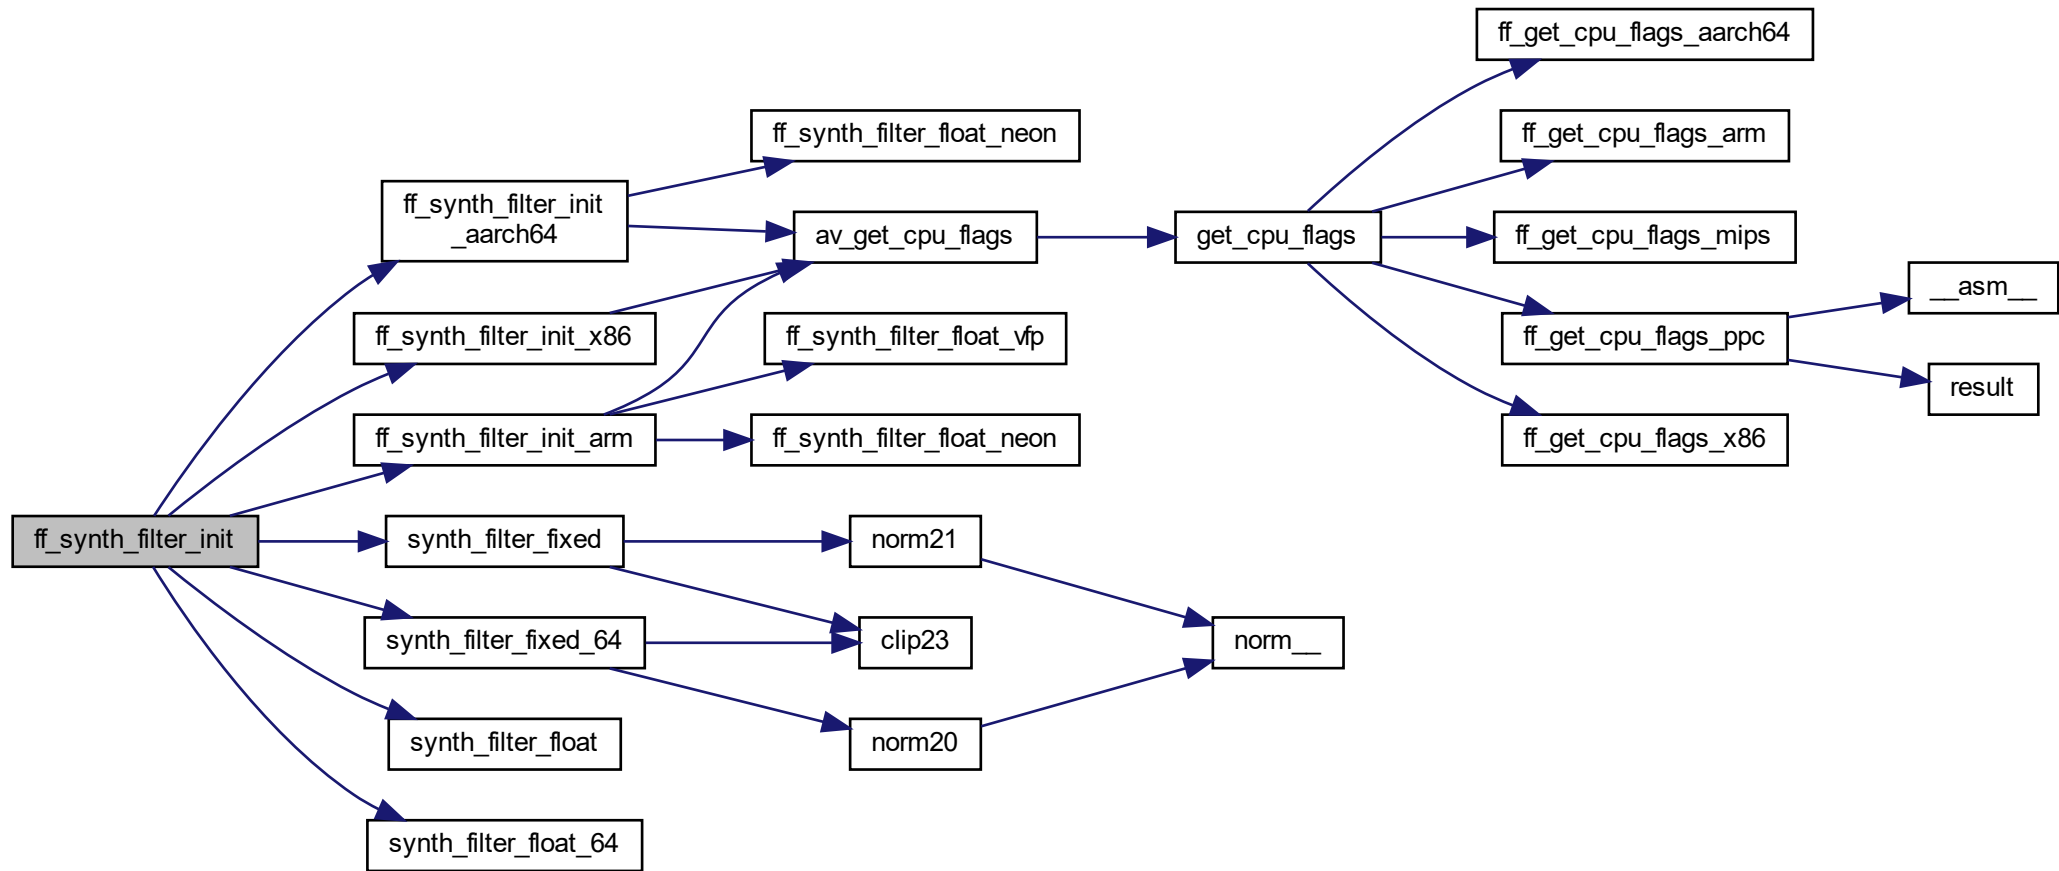 ff_get_cpu_flags_aarch64
ff_synth_filter_float_neon
ff_get_cpu_flags_arm
ff_synth_filter_init
_aarch64
av_get_cpu_flags
get_cpu_flags
ff_get_cpu_flags_mips
__asm__
ff_synth_filter_init_x86
ff_synth_filter_float_vfp
ff_get_cpu_flags_ppc
result
ff_synth_filter_init_arm
ff_synth_filter_float_neon
ff_get_cpu_flags_x86
ff_synth_filter_init
synth_filter_fixed
norm21
synth_filter_fixed_64
clip23
norm__
synth_filter_float
norm20
synth_filter_float_64